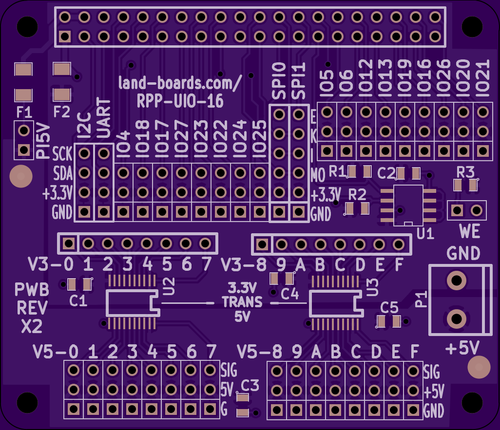 land-boards.com/
RPP-UIO-16
F1 F2
PI5V
I2C UART
IO4 IO18 IO17 IO27 IO23 IO22 IO24 IO25
SPI0 SPI1
IO5 IO6 IO12 IO13 IO19 IO16 IO26 IO20 IO21
SCK
SDA
+3.3V
GND
E
K
I
NO
+3.3V
GND
R1 C2
R2
R3
U1
WE
GND
V3-0 1 2 3 4 5 6 7
V3-8 9 A B C D E F
PWB
REV
X2
C1
U2
3.3V
TRANS
5V
C4
U3
C5
P1
+5V
V5-0 1 2 3 4 5 6 7
SIG
5V
G
C3
V5-8 9 A B C D E F
SIG
+5V
GND